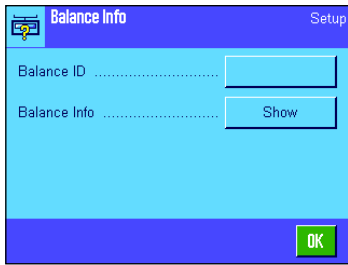 Balance Info
Setup
Balance ID ............................
Balance Info ..........................
Show
OK